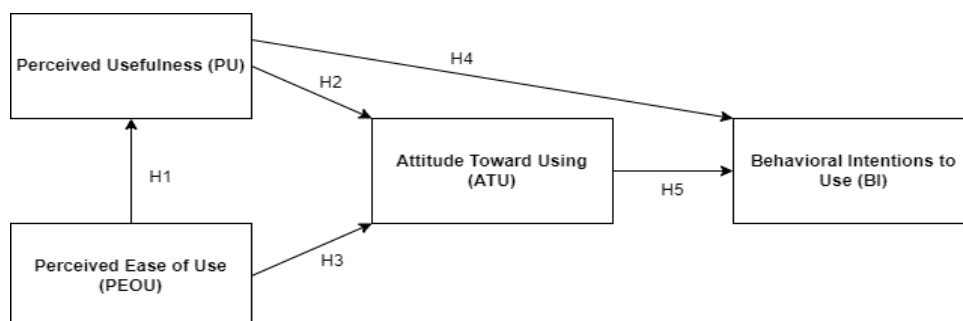 Perceived Usefulness (PU)
H4
H2
Attitude Toward Using
(ATU)
Behavioral Intentions to
Use (BI)
H1
H5
Perceived Ease of Use
(PEOU)
H3